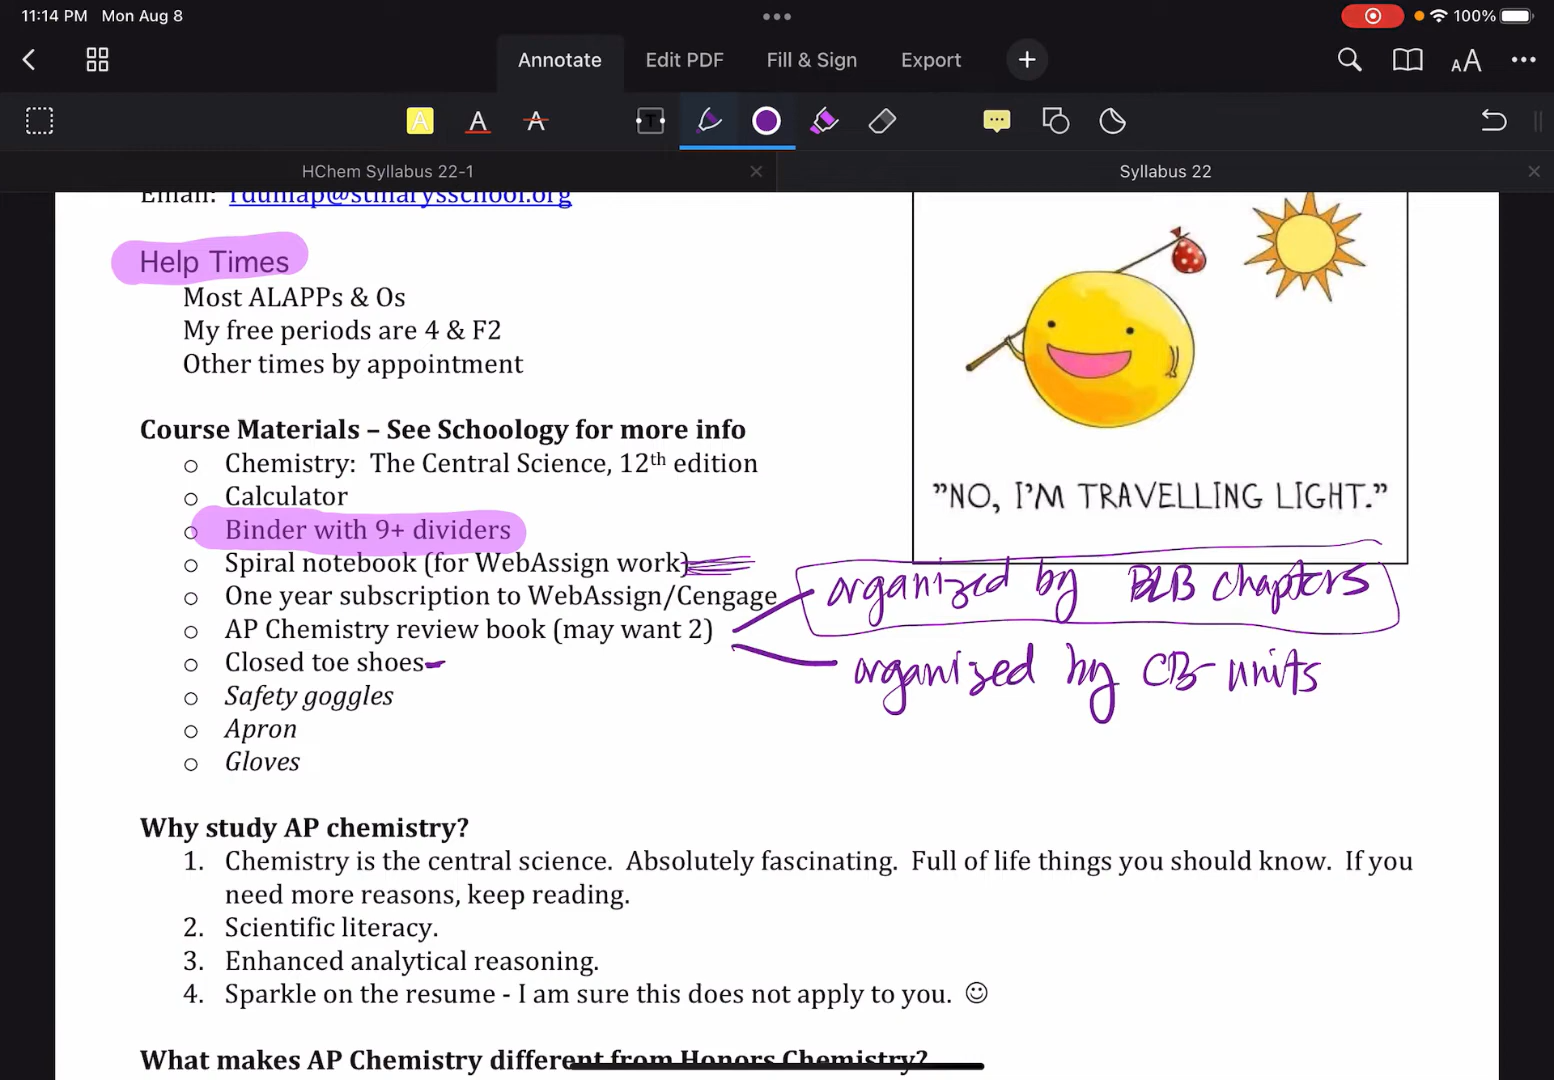 11:14 PM Mon Aug 8
100%
Annotate Edit PDF Fill & Sign Export
HChem Syllabus 22-1
Syllabus 22
Email: rdunlap@stmarysschool.org
Help Times
Most ALAPPs & Os
My free periods are 4 & F2
Other times by appointment
"NO, I'M TRAVELLING LIGHT."
Course Materials – See Schoology for more info
o Chemistry: The Central Science, 12th edition
o Calculator
o Binder with 9+ dividers
o Spiral notebook (for WebAssign work)
o One year subscription to WebAssign/Cengage
organized by BLB chapters
o AP Chemistry review book (may want 2)
o Closed toe shoes
organized by CB units
o Safety goggles
o Apron
o Gloves
Why study AP chemistry?
1. Chemistry is the central science. Absolutely fascinating. Full of life things you should know. If you
need more reasons, keep reading.
2. Scientific literacy.
3. Enhanced analytical reasoning.
4. Sparkle on the resume - I am sure this does not apply to you. ☺
What makes AP Chemistry different from Honors Chemistry?